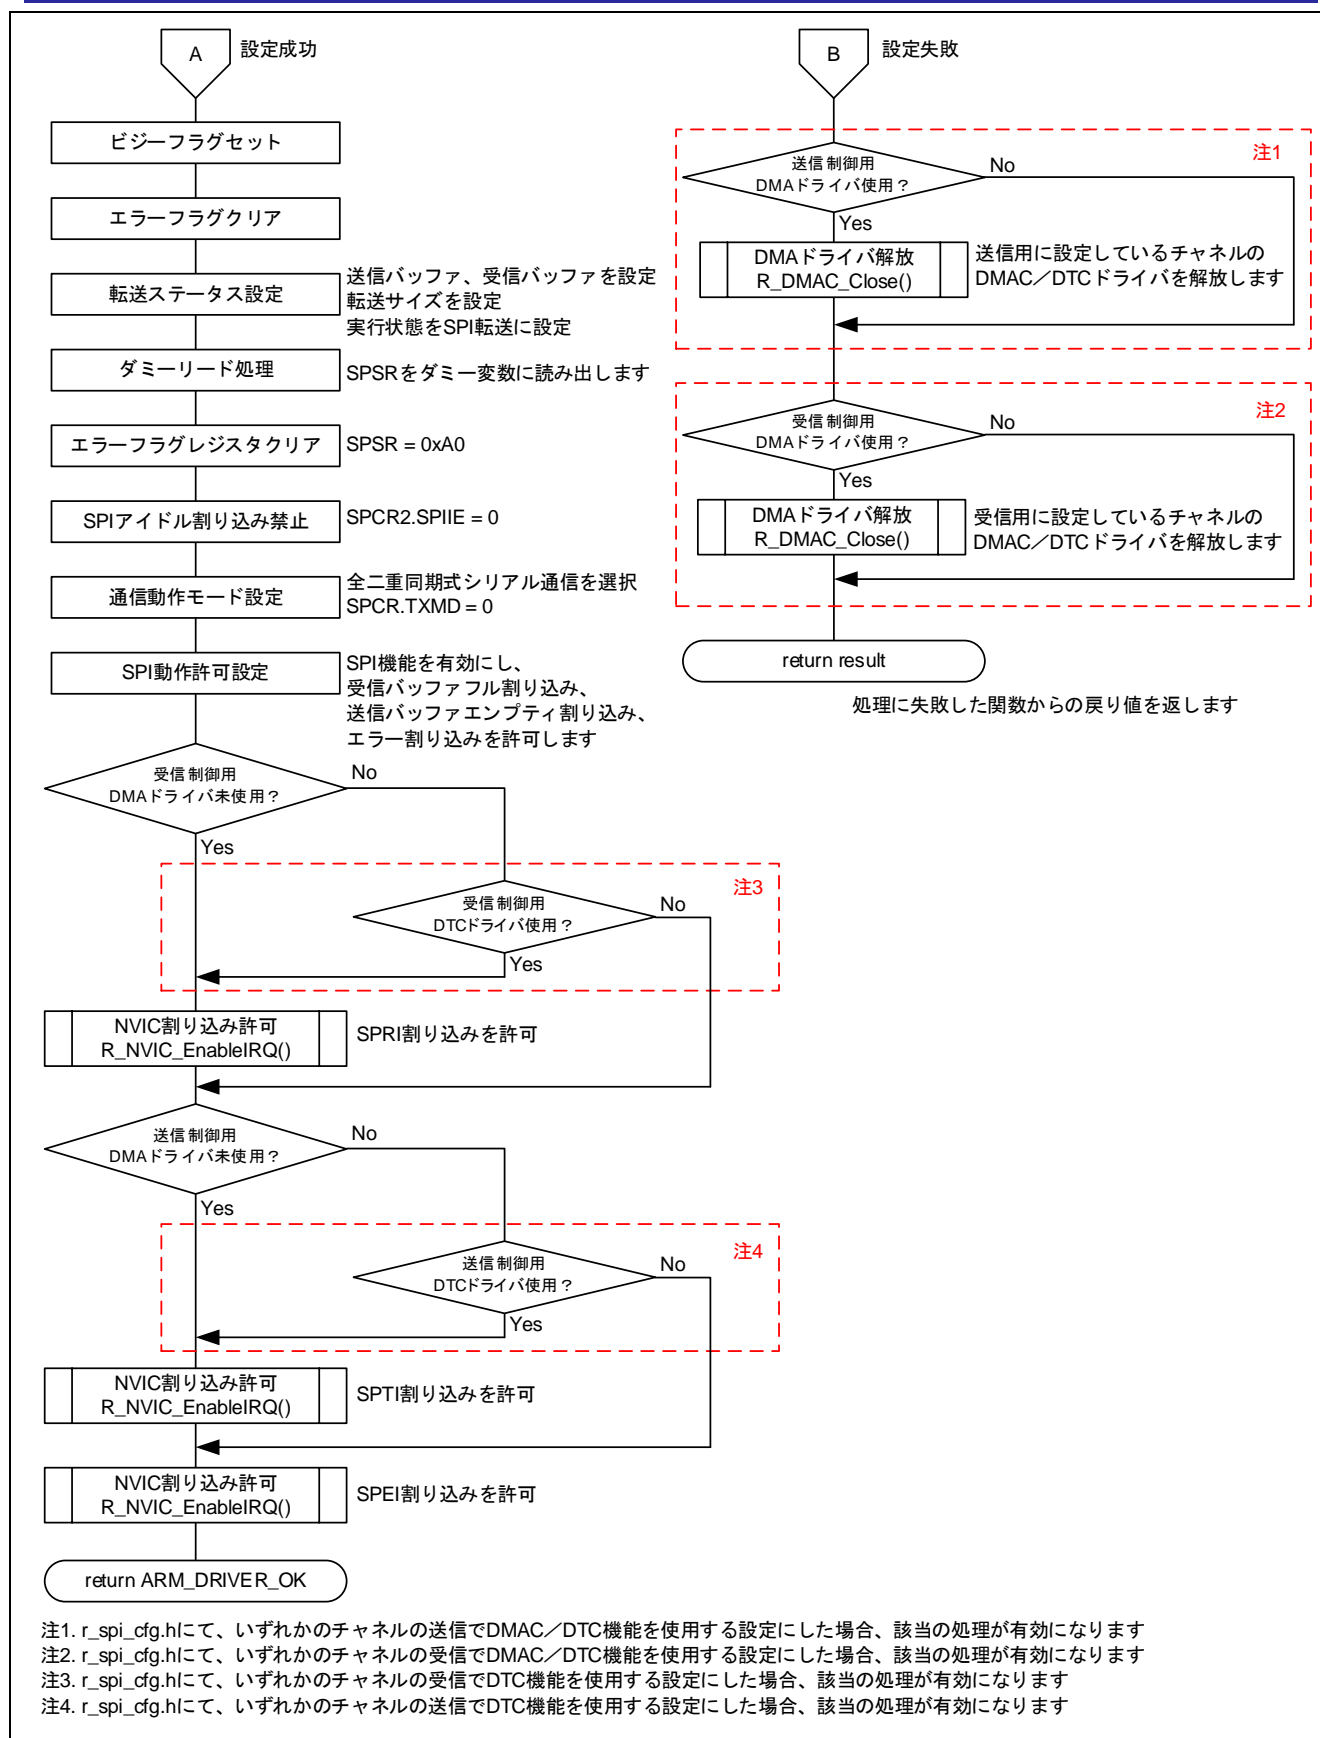 A
設定成功
ビジーフラグセット
エラーフラグクリア
転送ステータス設定
送信バッファ、受信バッファを設定
転送サイズを設定
実行状態をSPI転送に設定
ダミーリード処理
SPSRをダミー変数に読み出します
エラーフラグレジスタクリア
SPSR = 0xA0
SPIアイドル割り込み禁止
SPCR2.SPIIE = 0
通信動作モード設定
全二重同期式シリアル通信を選択
SPCR.TXMD = 0
SPI動作許可設定
SPI機能を有効にし、
受信バッファフル割り込み、
送信バッファエンプティ割り込み、
エラー割り込みを許可します
受信制御用
DMAドライバ未使用？
No
Yes
注3
受信制御用
DTCドライバ使用？
No
Yes
NVIC割り込み許可
R_NVIC_EnableIRQ()
SPRI割り込みを許可
送信制御用
DMAドライバ未使用？
No
Yes
注4
送信制御用
DTCドライバ使用？
No
Yes
NVIC割り込み許可
R_NVIC_EnableIRQ()
SPTI割り込みを許可
NVIC割り込み許可
R_NVIC_EnableIRQ()
SPEI割り込みを許可
return ARM_DRIVER_OK
B
設定失敗
注1
送信制御用
DMAドライバ使用？
No
Yes
DMAドライバ解放
R_DMAC_Close()
送信用に設定しているチャネルの
DMAC／DTCドライバを解放します
注2
受信制御用
DMAドライバ使用？
No
Yes
DMAドライバ解放
R_DMAC_Close()
受信用に設定しているチャネルの
DMAC／DTCドライバを解放します
return result
処理に失敗した関数からの戻り値を返します
注1. r_spi_cfg.hにて、いずれかのチャネルの送信でDMAC／DTC機能を使用する設定にした場合、該当の処理が有効になります
注2. r_spi_cfg.hにて、いずれかのチャネルの受信でDMAC／DTC機能を使用する設定にした場合、該当の処理が有効になります
注3. r_spi_cfg.hにて、いずれかのチャネルの受信でDTC機能を使用する設定にした場合、該当の処理が有効になります
注4. r_spi_cfg.hにて、いずれかのチャネルの送信でDTC機能を使用する設定にした場合、該当の処理が有効になります